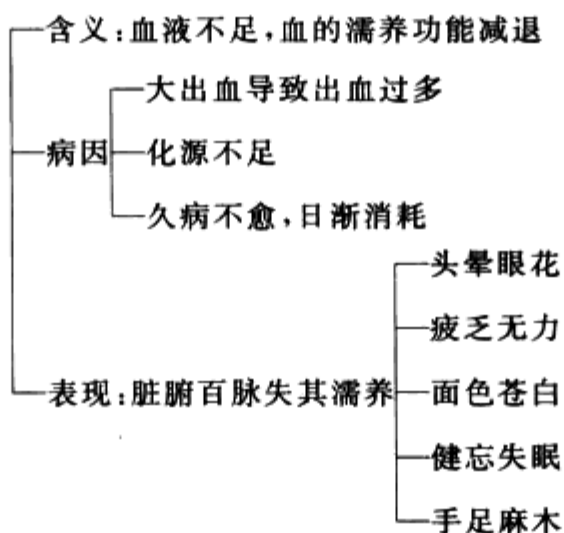 含义:血液不足,血的濡养功能减退
大出血导致出血过多
病因
化源不足
久病不愈,日渐消耗
头晕眼花
疲乏无力
表现:脏腑百脉失其濡养
面色苍白
健忘失眠
手足麻木